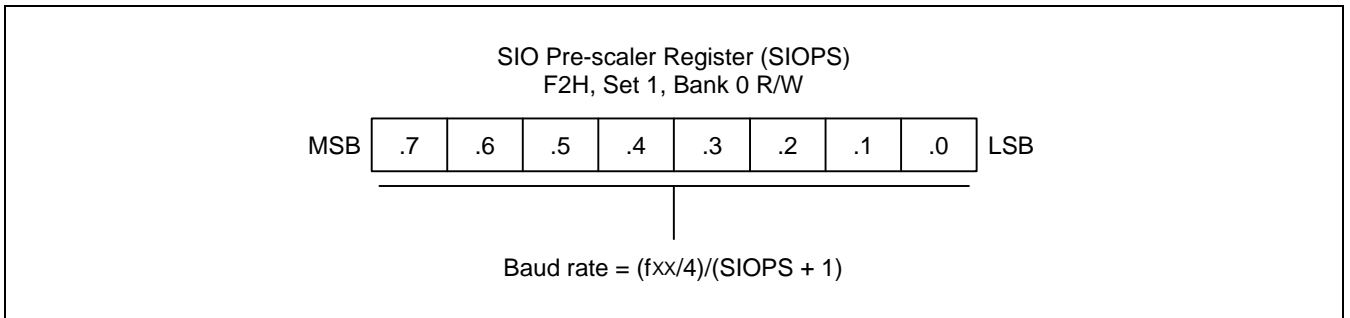 SIO Pre-scaler Register (SIOPS)
F2H, Set 1, Bank 0 R/W
MSB .7 .6 .5 .4 .3 .2 .1 .0 LSB
Baud rate = (fxx/4)/(SIOPS + 1)